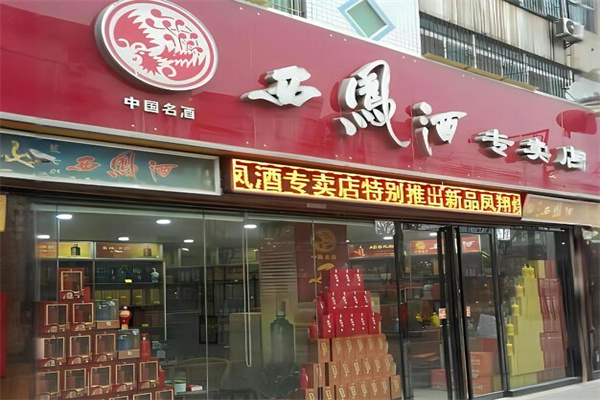 中国名酒
西鳳酒 专卖店
西鳳酒
凤酒专卖店特别推出新品凤翔